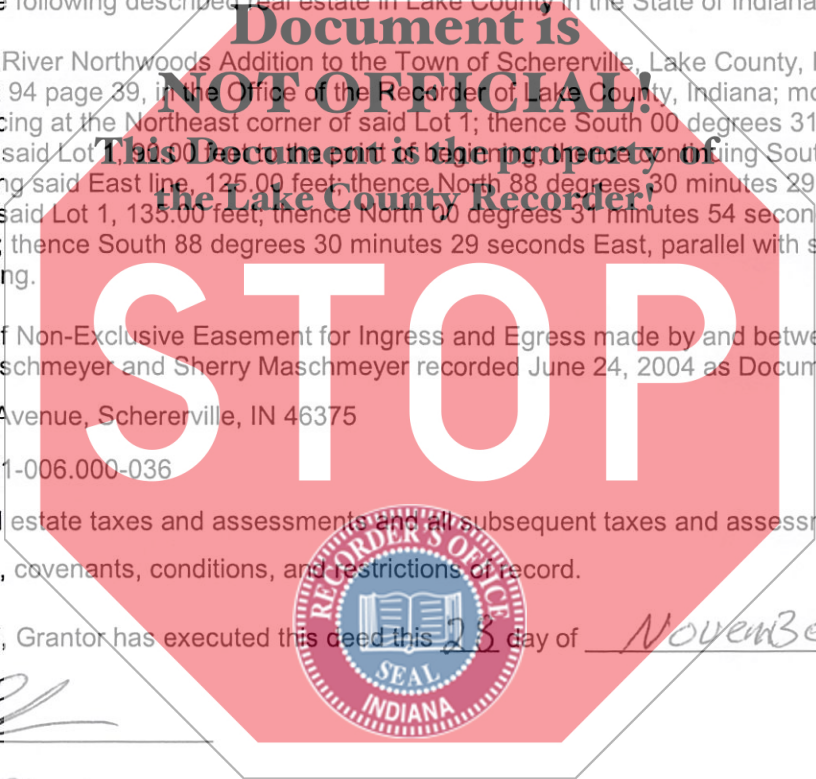 following described real estate in Lake County in the State of Indiana
Document is
River Northwoods Addition to the Town of Schererville, Lake County,
94 page 39, in the Office of the Recorder of Lake County, Indiana;
NOT OFFICIAL!
cing at the Northeast corner of said Lot 1; thence South 00 degrees 31
This Document is the property of
said Lot 1, 90.00 feet to the point of beginning; thence continuing Sout
the Lake County Recorder!
ng said East line, 125.00 feet; thence North 88 degrees 30 minutes 29
said Lot 1, 135.00 feet; thence North 00 degrees 31 minutes 54 secon
thence South 88 degrees 30 minutes 29 seconds East, parallel with s
ng.
STOP
f Non-Exclusive Easement for Ingress and Egress made by and betwe
schmeyer and Sherry Maschmeyer recorded June 24, 2004 as Docum
Avenue, Schererville, IN 46375
1-006.000-036
estate taxes and assessments and all subsequent taxes and assessm
, covenants, conditions, and restrictions of record.
RECORDER'S OFFICE
SEAL
INDIANA
, Grantor has executed this deed this 28 day of Novembe